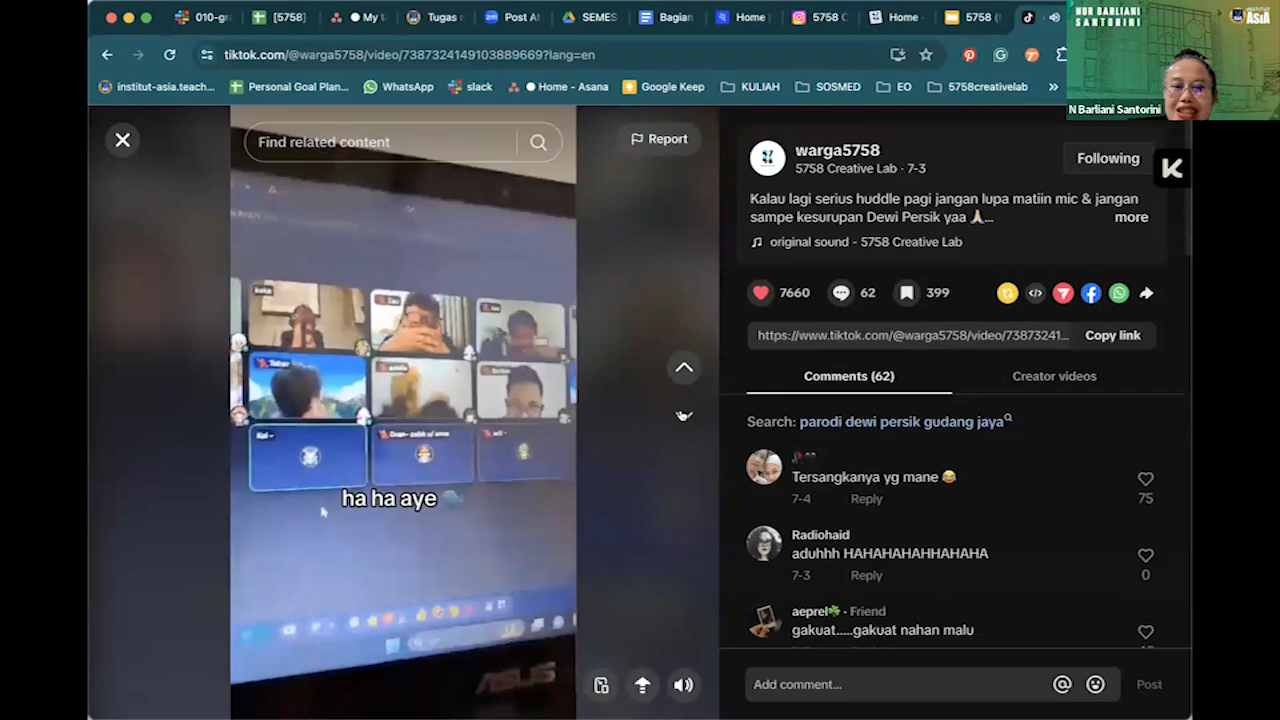 010-gr
[5758]
My t
Tugas
Post At
SEMES
Bagian
Home
5758 C
Home
5758 (
NUR BARLIANI
SANTORINI
INSTITUT
ASIA
tiktok.com/@warga5758/video/7387324149103889669?lang=en
institut-asia.teach...
Personal Goal Plan...
WhatsApp
slack
Home - Asana
Google Keep
KULIAH
SOSMED
EO
5758creativelab
N Barliani Santorini
Find related content
Report
warga5758
5758 Creative Lab · 7-3
Following
Kalau lagi serius huddle pagi jangan lupa matiin mic & jangan
sampe kesurupan Dewi Persik yaa 🙏...
more
original sound - 5758 Creative Lab
7660
62
399
https://www.tiktok.com/@warga5758/video/73873241...
Copy link
Comments (62)
Creator videos
Search: parodi dewi persik gudang jaya
Tersangkanya yg mane 😂
7-4 Reply
75
Radiohaid
aduhhh HAHAHAHAHHAHAHA
7-3 Reply
0
aeprel☘️ · Friend
gakuat.....gakuat nahan malu
ha ha aye
ASUS
Add comment...
Post